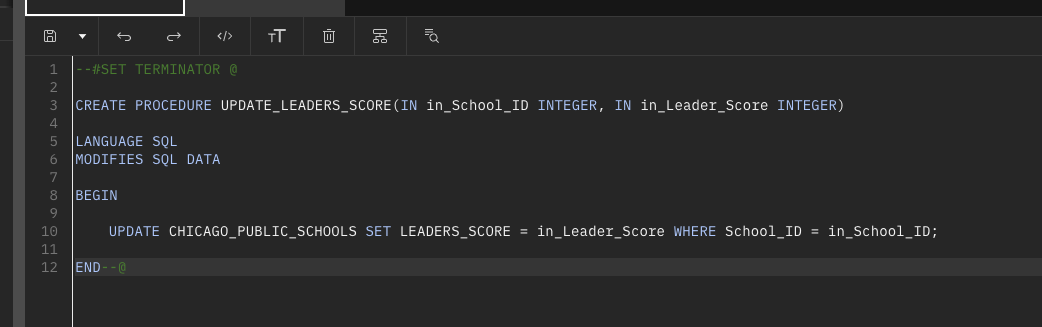 </> TT
1 --#SET TERMINATOR @
2
3 CREATE PROCEDURE UPDATE_LEADERS_SCORE(IN in_School_ID INTEGER, IN in_Leader_Score INTEGER)
4
5 LANGUAGE SQL
6 MODIFIES SQL DATA
7
8 BEGIN
9
10 UPDATE CHICAGO_PUBLIC_SCHOOLS SET LEADERS_SCORE = in_Leader_Score WHERE School_ID = in_School_ID;
11
12 END--@